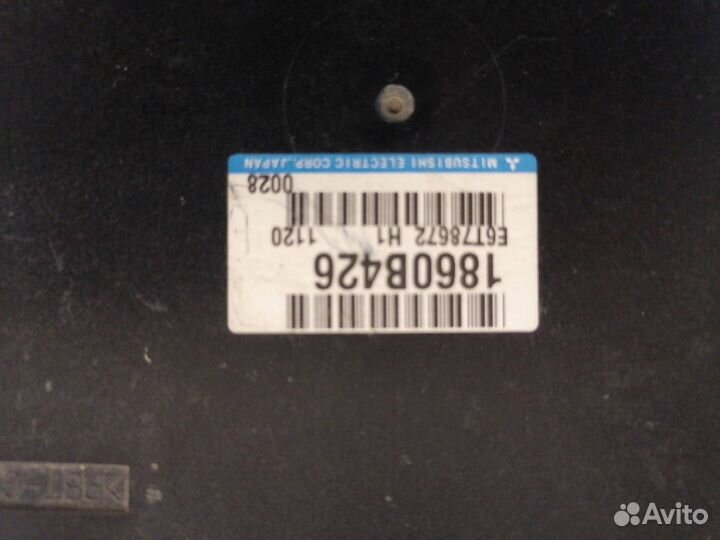 1860B426
E6T78672 H1 1120
0028
MITSUBISHI ELECTRIC CORP. JAPAN
Avito